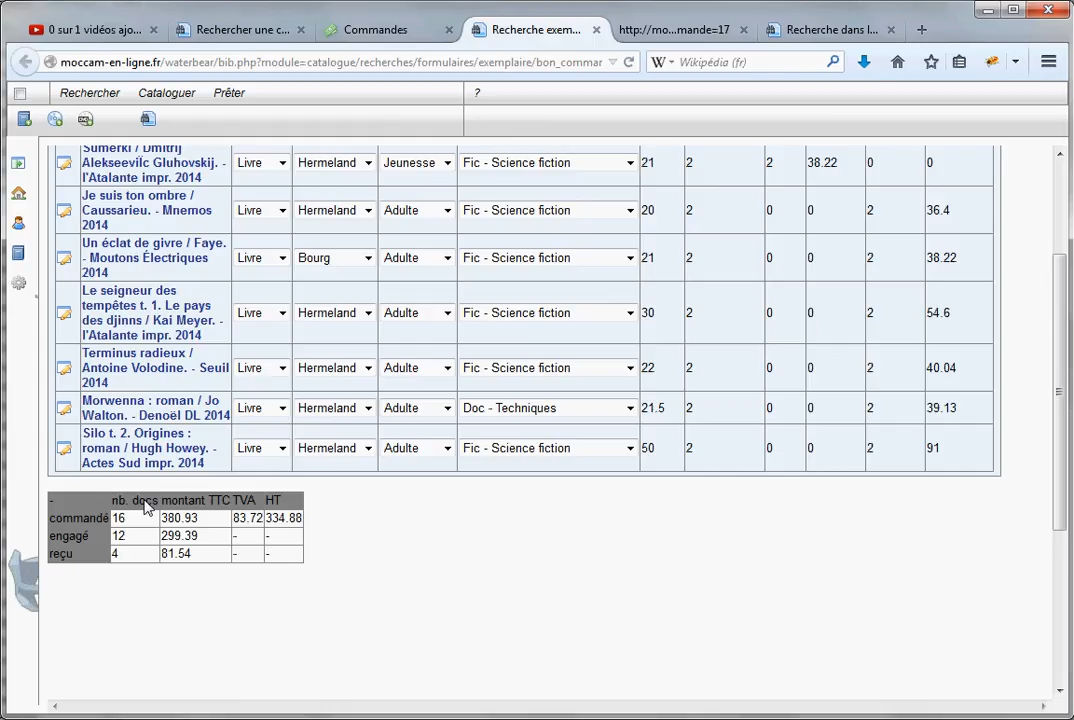 0 sur 1 vidéos ajo...
Rechercher une c...
Commandes
Recherche exem...
http://mo...mande=17
Recherche dans l...
moccam-en-ligne.fr/waterbear/bib.php?module=catalogue/recherches/formulaires/exemplaire/bon_commar
Wikipédia (fr)
Rechercher Cataloguer Prêter ?
Sumerki / Dmitrij
Alekseevilc Gluhovskij. -
l'Atalante impr. 2014
Livre Hermeland Jeunesse Fic - Science fiction 21 2 2 38.22 0 0
Je suis ton ombre /
Caussarieu. - Mnemos
2014
Livre Hermeland Adulte Fic - Science fiction 20 2 0 0 2 36.4
Un éclat de givre / Faye.
- Moutons Électriques
2014
Livre Bourg Adulte Fic - Science fiction 21 2 0 0 2 38.22
Le seigneur des
tempêtes t. 1. Le pays
des djinns / Kai Meyer. -
l'Atalante impr. 2014
Livre Hermeland Adulte Fic - Science fiction 30 2 0 0 2 54.6
Terminus radieux /
Antoine Volodine. - Seuil
2014
Livre Hermeland Adulte Fic - Science fiction 22 2 0 0 2 40.04
Morwenna : roman / Jo
Walton. - Denoël DL 2014
Livre Hermeland Adulte Doc - Techniques 21.5 2 0 0 2 39.13
Silo t. 2. Origines :
roman / Hugh Howey. -
Actes Sud impr. 2014
Livre Hermeland Adulte Fic - Science fiction 50 2 0 0 2 91
- nb. docs montant TTC TVA HT
commandé 16 380.93 83.72 334.88
engagé 12 299.39 - -
reçu 4 81.54 - -